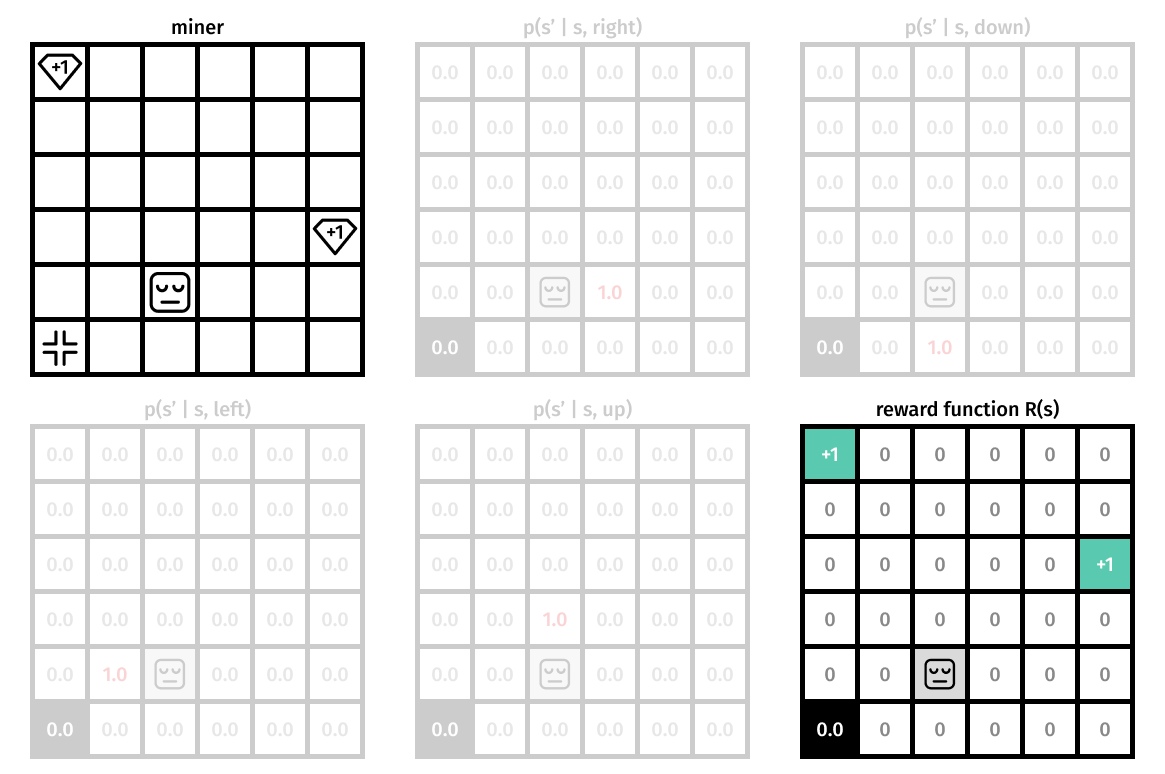 miner p(s’ | s, right) p(s’ | s, down)
+1 0.0 0.0 0.0 0.0 0.0 0.0 0.0 0.0 0.0 0.0 0.0 0.0
0.0 0.0 0.0 0.0 0.0 0.0 0.0 0.0 0.0 0.0 0.0 0.0
0.0 0.0 0.0 0.0 0.0 0.0 0.0 0.0 0.0 0.0 0.0 0.0
+1 0.0 0.0 0.0 0.0 0.0 0.0 0.0 0.0 0.0 0.0 0.0 0.0
0.0 0.0 1.0 0.0 0.0 0.0 0.0 0.0 0.0 0.0
0.0 0.0 0.0 0.0 0.0 0.0 0.0 0.0 1.0 0.0 0.0 0.0
p(s’ | s, left) p(s’ | s, up) reward function R(s)
0.0 0.0 0.0 0.0 0.0 0.0 0.0 0.0 0.0 0.0 0.0 0.0 +1 0 0 0 0 0
0.0 0.0 0.0 0.0 0.0 0.0 0.0 0.0 0.0 0.0 0.0 0.0 0 0 0 0 0 0
0.0 0.0 0.0 0.0 0.0 0.0 0.0 0.0 0.0 0.0 0.0 0.0 0 0 0 0 0 +1
0.0 0.0 0.0 0.0 0.0 0.0 0.0 0.0 1.0 0.0 0.0 0.0 0 0 0 0 0 0
0.0 1.0 0.0 0.0 0.0 0.0 0.0 0.0 0.0 0.0 0 0 0 0 0
0.0 0.0 0.0 0.0 0.0 0.0 0.0 0.0 0.0 0.0 0.0 0.0 0.0 0 0 0 0 0